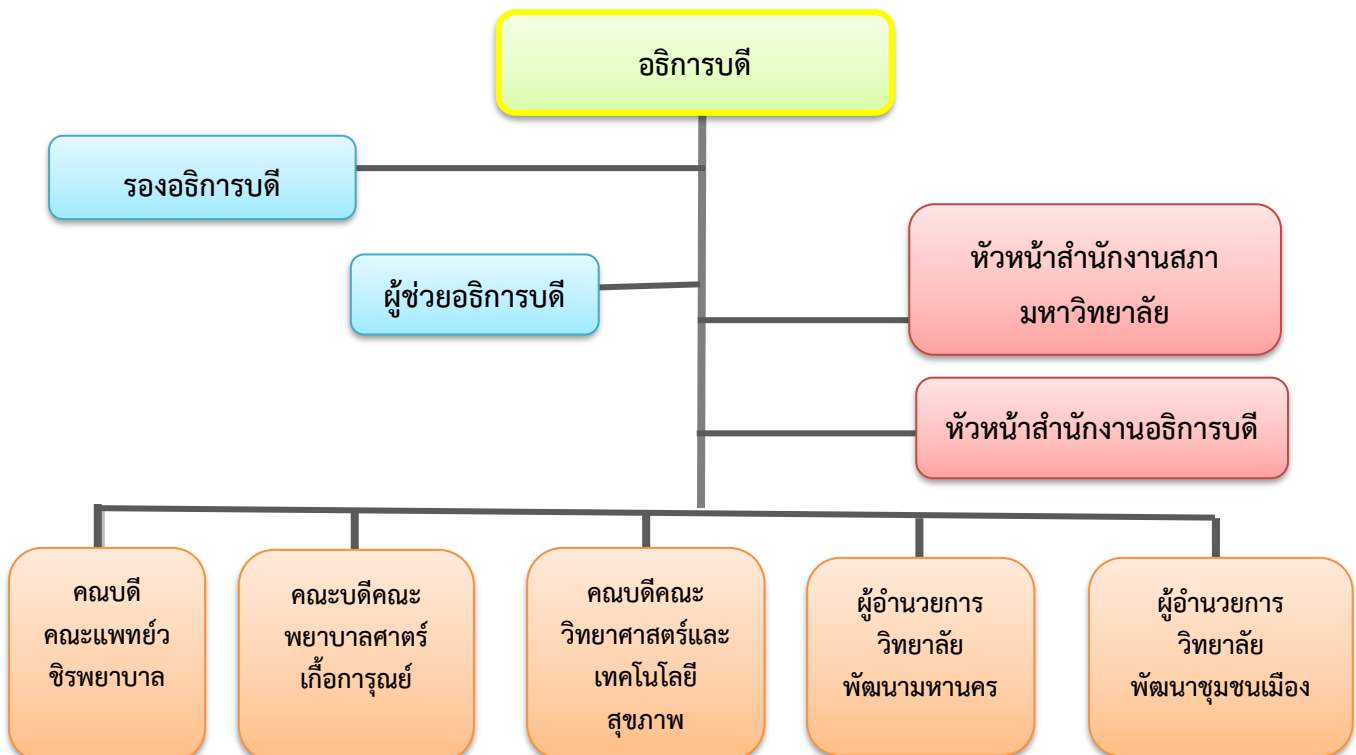 อธิการบดี
รองอธิการบดี
ผู้ช่วยอธิการบดี
หัวหน้าสำนักงานสภา
มหาวิทยาลัย
หัวหน้าสำนักงานอธิการบดี
คณบดี
คณะแพทย์ว
ชิรพยาบาล
คณะบดีคณะ
พยาบาลศาตร์
เกื้อการุณย์
คณบดีคณะ
วิทยาศาสตร์และ
เทคโนโลยี
สุขภาพ
ผู้อำนวยการ
วิทยาลัย
พัฒนามหานคร
ผู้อำนวยการ
วิทยาลัย
พัฒนาชุมชนเมือง